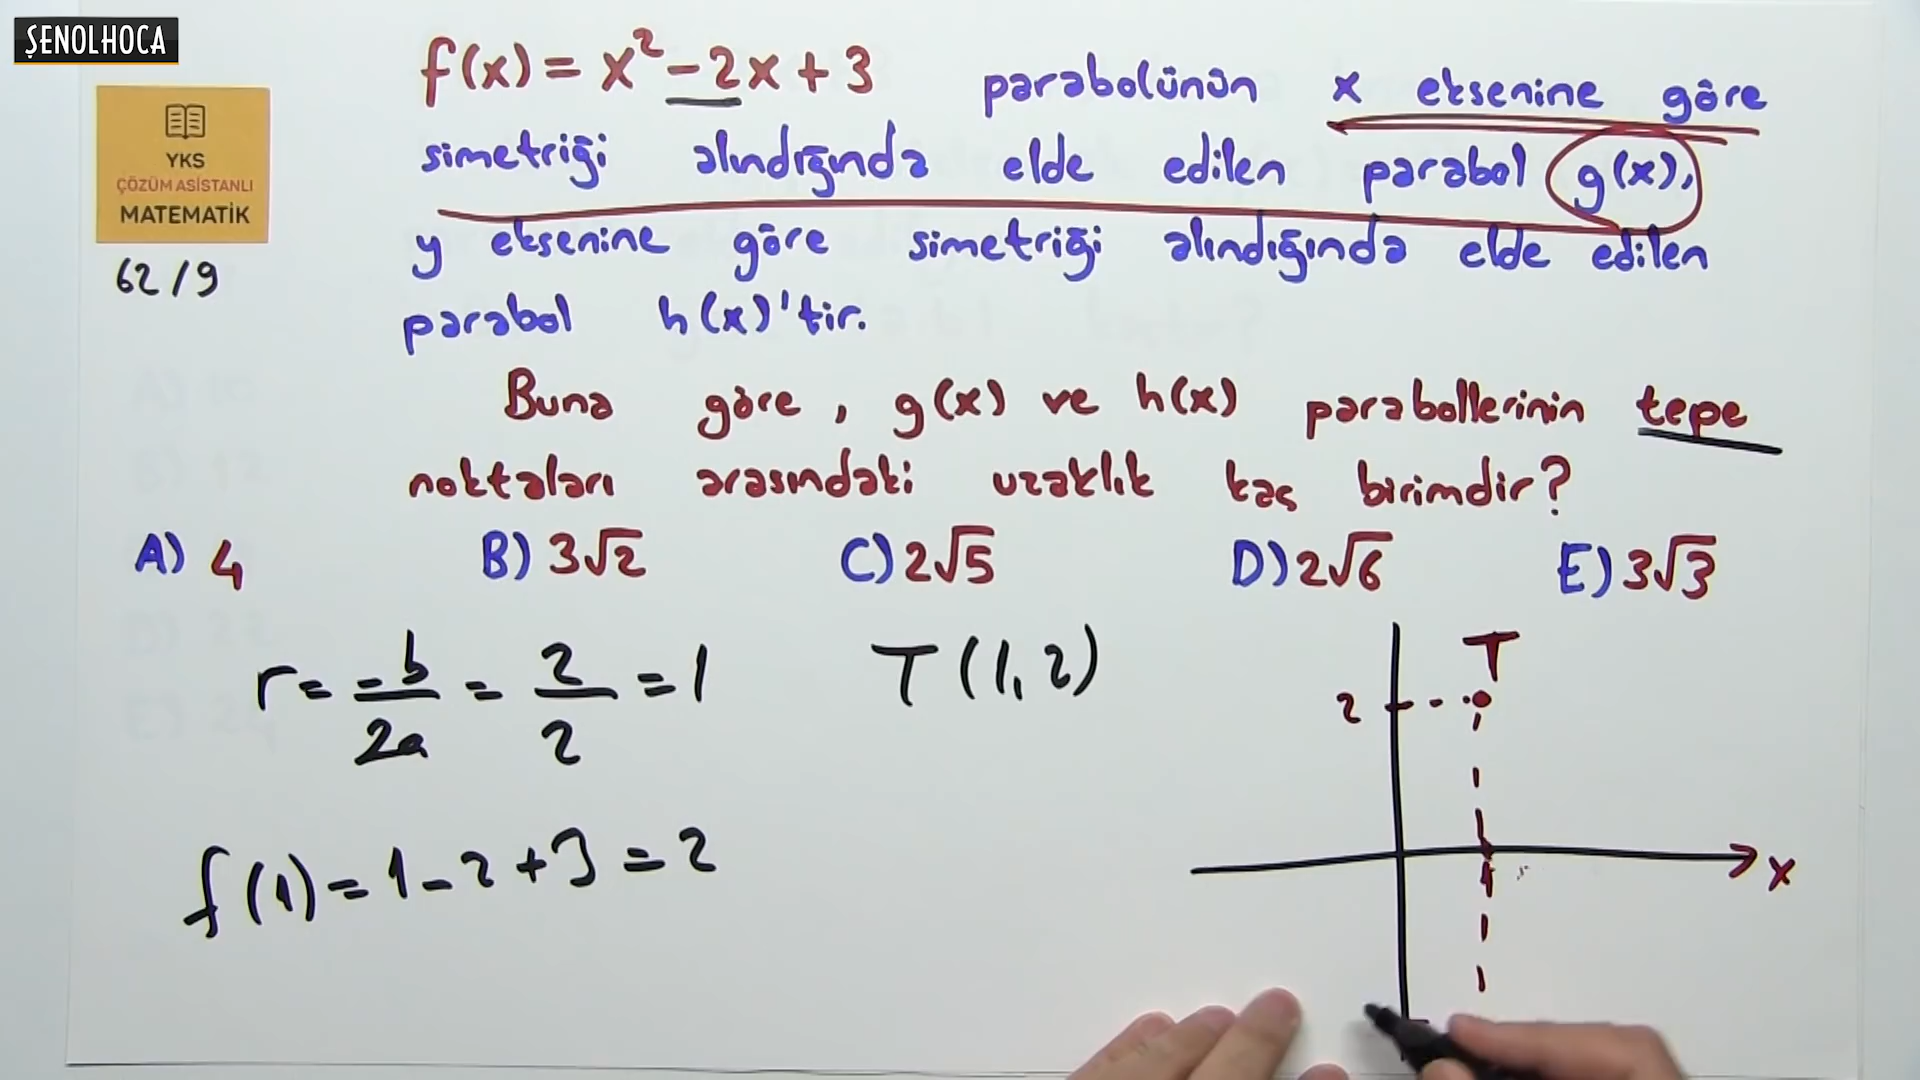 ŞENOLHOCA
YKS
ÇÖZÜM ASİSTANLI
MATEMATİK
62/9
f(x) = x² - 2x + 3 parabolünün x eksenine göre
simetriği alındığında elde edilen parabol g(x),
y eksenine göre simetriği alındığında elde edilen
parabol h(x)'tir.
Buna göre, g(x) ve h(x) parabollerinin tepe
noktaları arasındaki uzaklık kaç birimdir?
A) 4 B) 3√2 C) 2√5 D) 2√6 E) 3√3
r = -b/2a = 2/2 = 1 T(1,2)
f(1) = 1 - 2 + 3 = 2
T
2
1
x